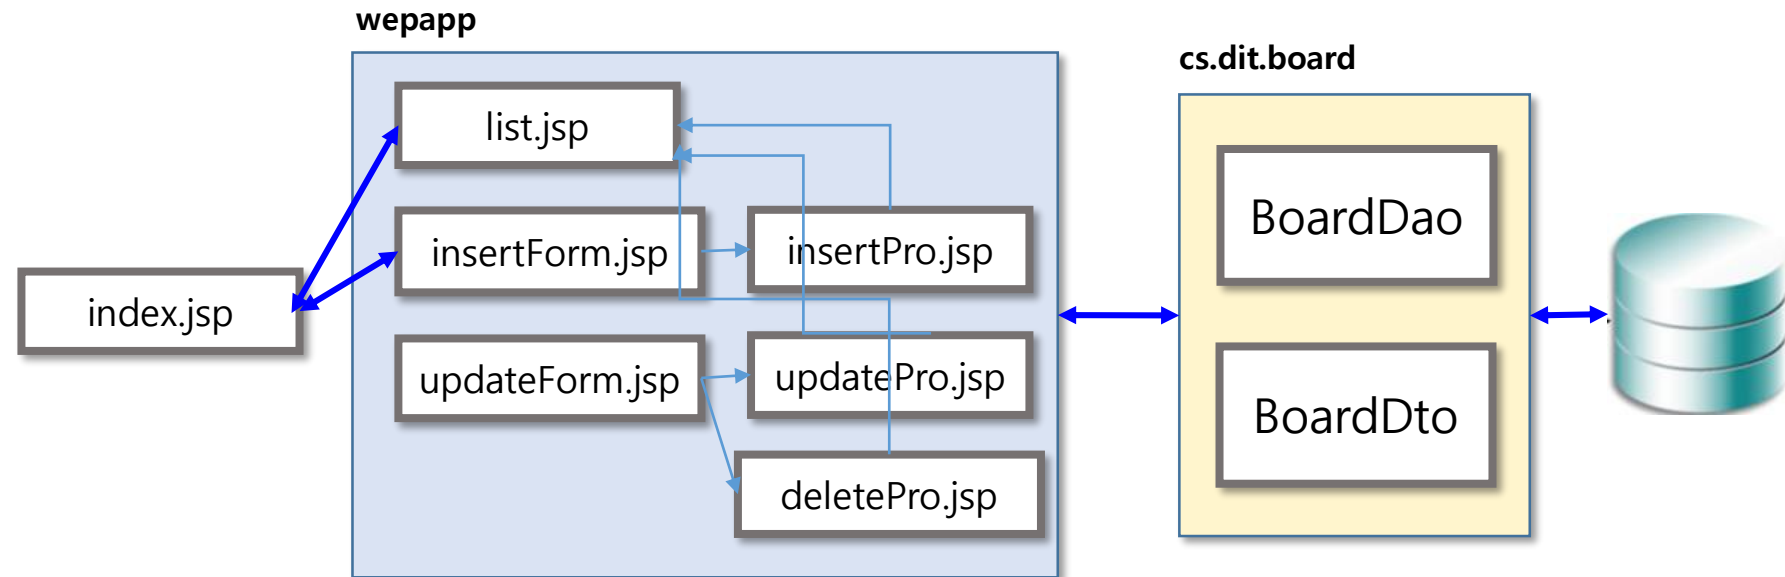 wepapp
cs.dit.board
list.jsp
insertForm.jsp
insertPro.jsp
index.jsp
updateForm.jsp
updatePro.jsp
deletePro.jsp
BoardDao
BoardDto